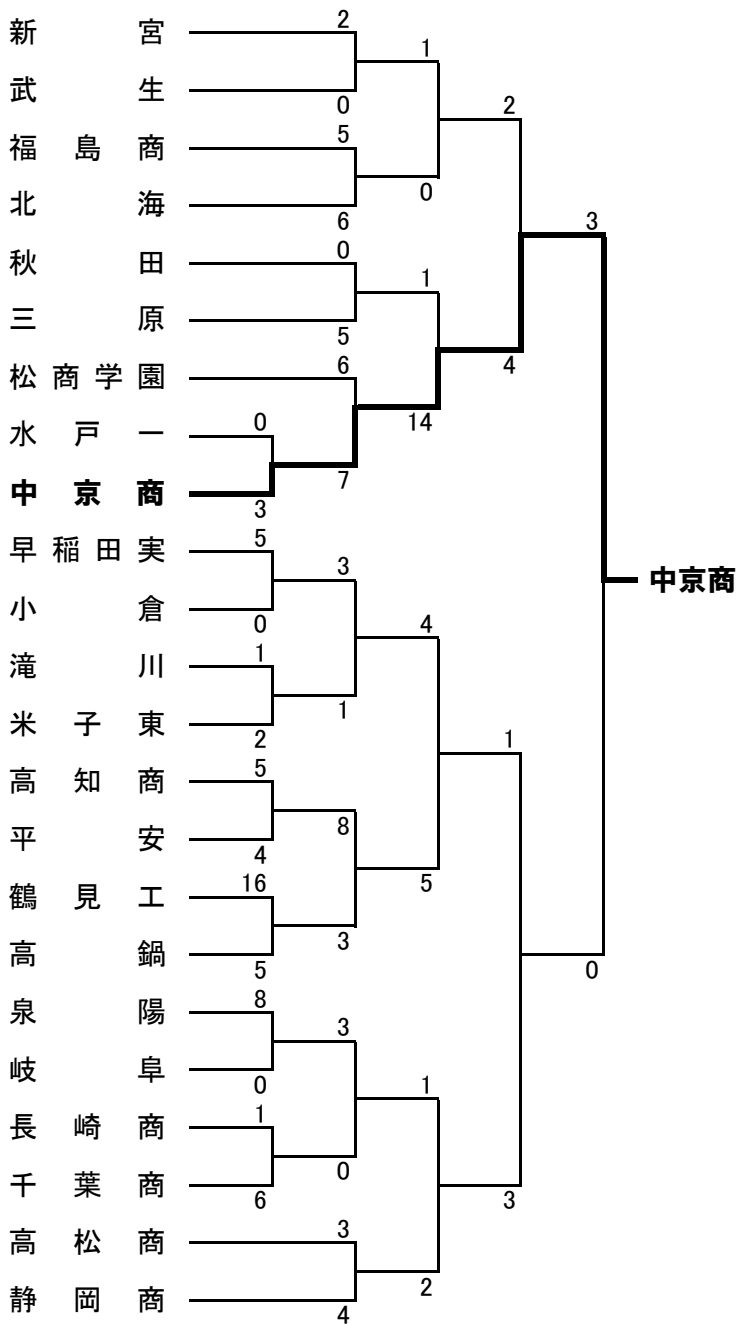 2
新宮
1
武生
0
2
5
福島商
0
北海
6
3
0
秋田
1
三原
5
4
6
松商学園
14
0
水戸一
7
中京商
3
5
早稲田実
3
中京商
小倉
0
4
1
滝川
1
米子東
2
1
5
高知商
8
平安
4
5
16
鶴見工
3
高鍋
5
0
8
泉陽
3
岐阜
0
1
1
長崎商
0
千葉商
6
3
3
高松商
2
静岡商
4